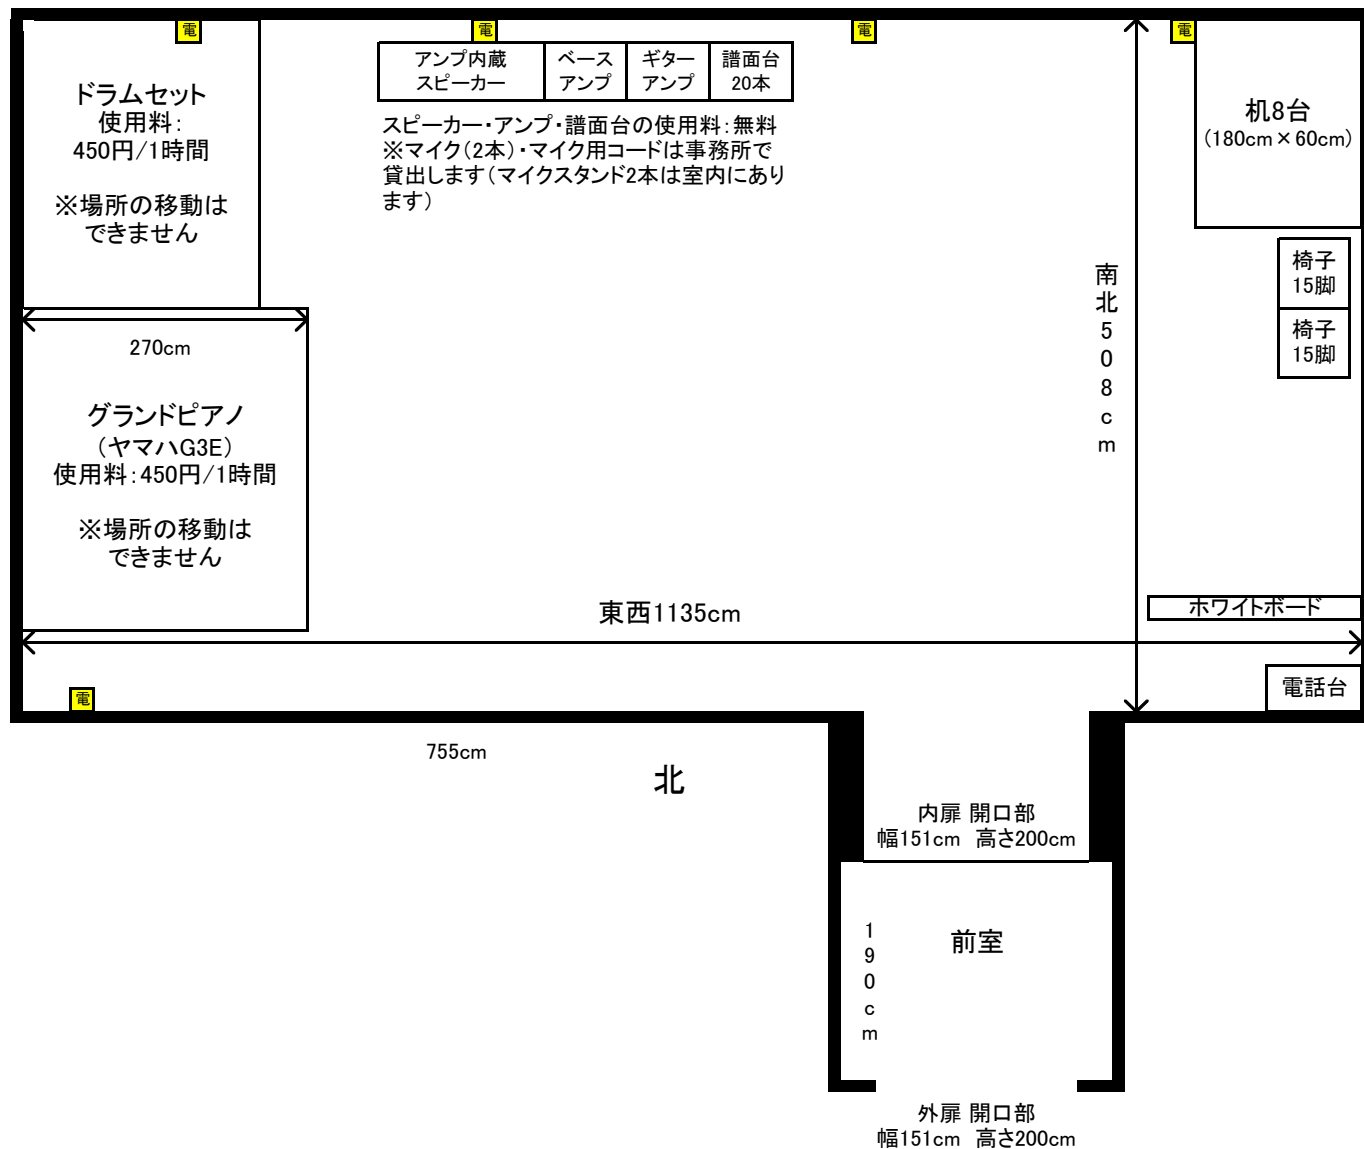 電
電
電
電
ドラムセット
使用料：
450円/1時間
※場所の移動は
できません
アンプ内蔵
スピーカー
ベース
アンプ
ギター
アンプ
譜面台
20本
スピーカー・アンプ・譜面台の使用料：無料
※マイク（2本）・マイク用コードは事務所で
貸出します（マイクスタンド2本は室内にあり
ます）
机8台
（180cm×60cm）
椅子
15脚
椅子
15脚
南北508cm
270cm
グランドピアノ
（ヤマハG3E）
使用料：450円/1時間
※場所の移動は
できません
東西1135cm
ホワイトボード
電話台
電
755cm
北
内扉 開口部
幅151cm 高さ200cm
190cm
前室
外扉 開口部
幅151cm 高さ200cm